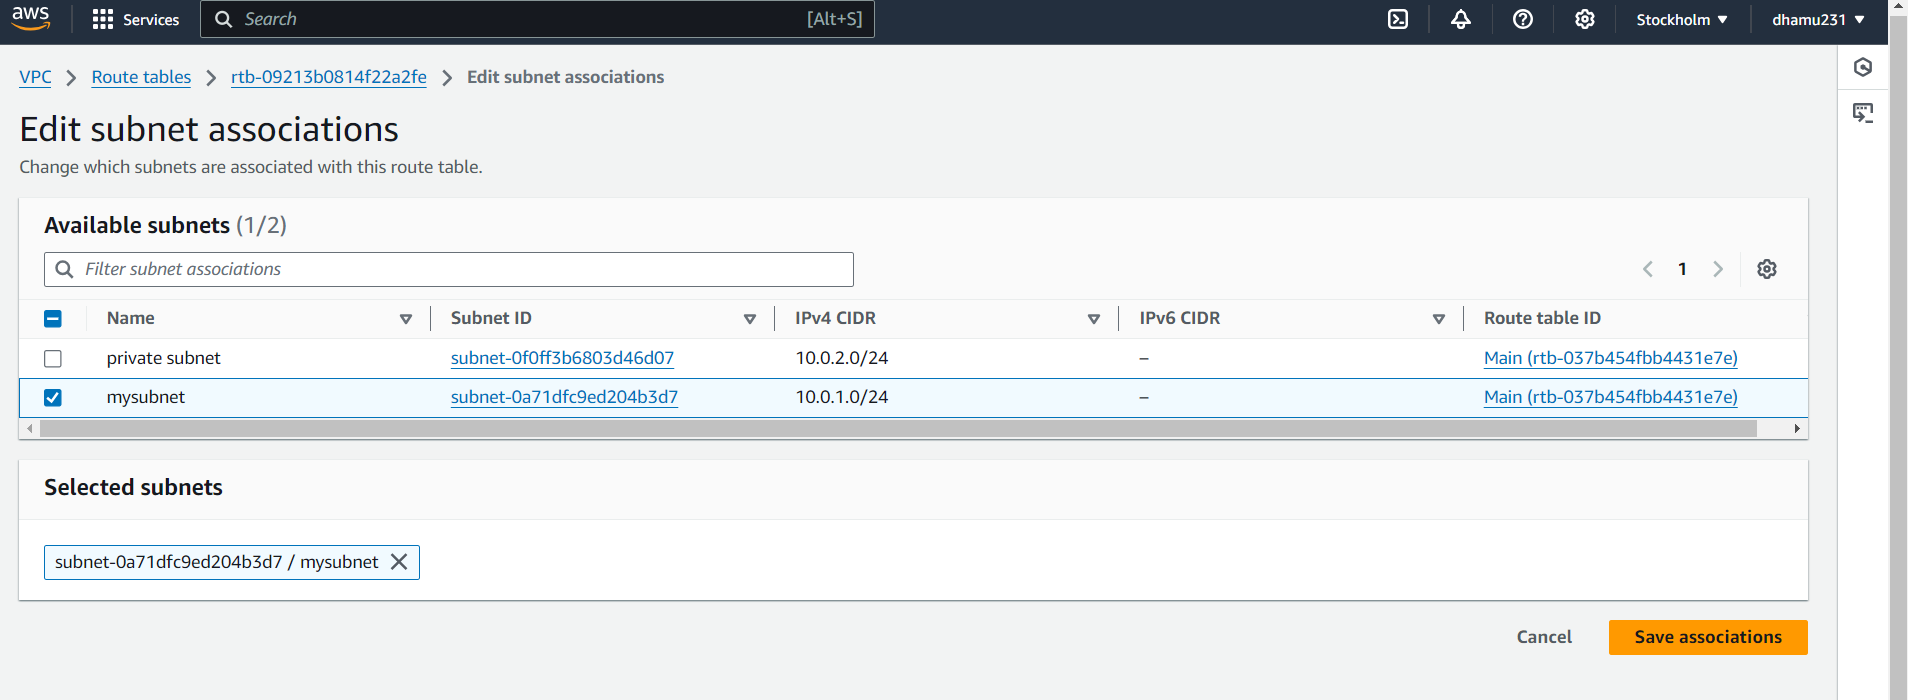 aws Services Search [Alt+S] Stockholm ▼ dhamu231 ▼
VPC > Route tables > rtb-09213b0814f22a2fe > Edit subnet associations
Edit subnet associations
Change which subnets are associated with this route table.
Available subnets (1/2)
Filter subnet associations
1
Name Subnet ID IPv4 CIDR IPv6 CIDR Route table ID
private subnet subnet-0f0ff3b6803d46d07 10.0.2.0/24 – Main (rtb-037b454fbb4431e7e)
mysubnet subnet-0a71dfc9ed204b3d7 10.0.1.0/24 – Main (rtb-037b454fbb4431e7e)
Selected subnets
subnet-0a71dfc9ed204b3d7 / mysubnet
Cancel Save associations